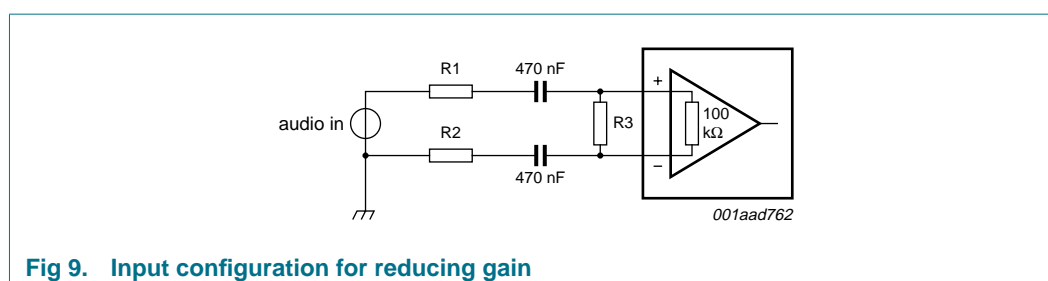 R1
470 nF
+
audio in
R3
100
kΩ
R2
−
470 nF
001aad762
Fig 9. Input configuration for reducing gain